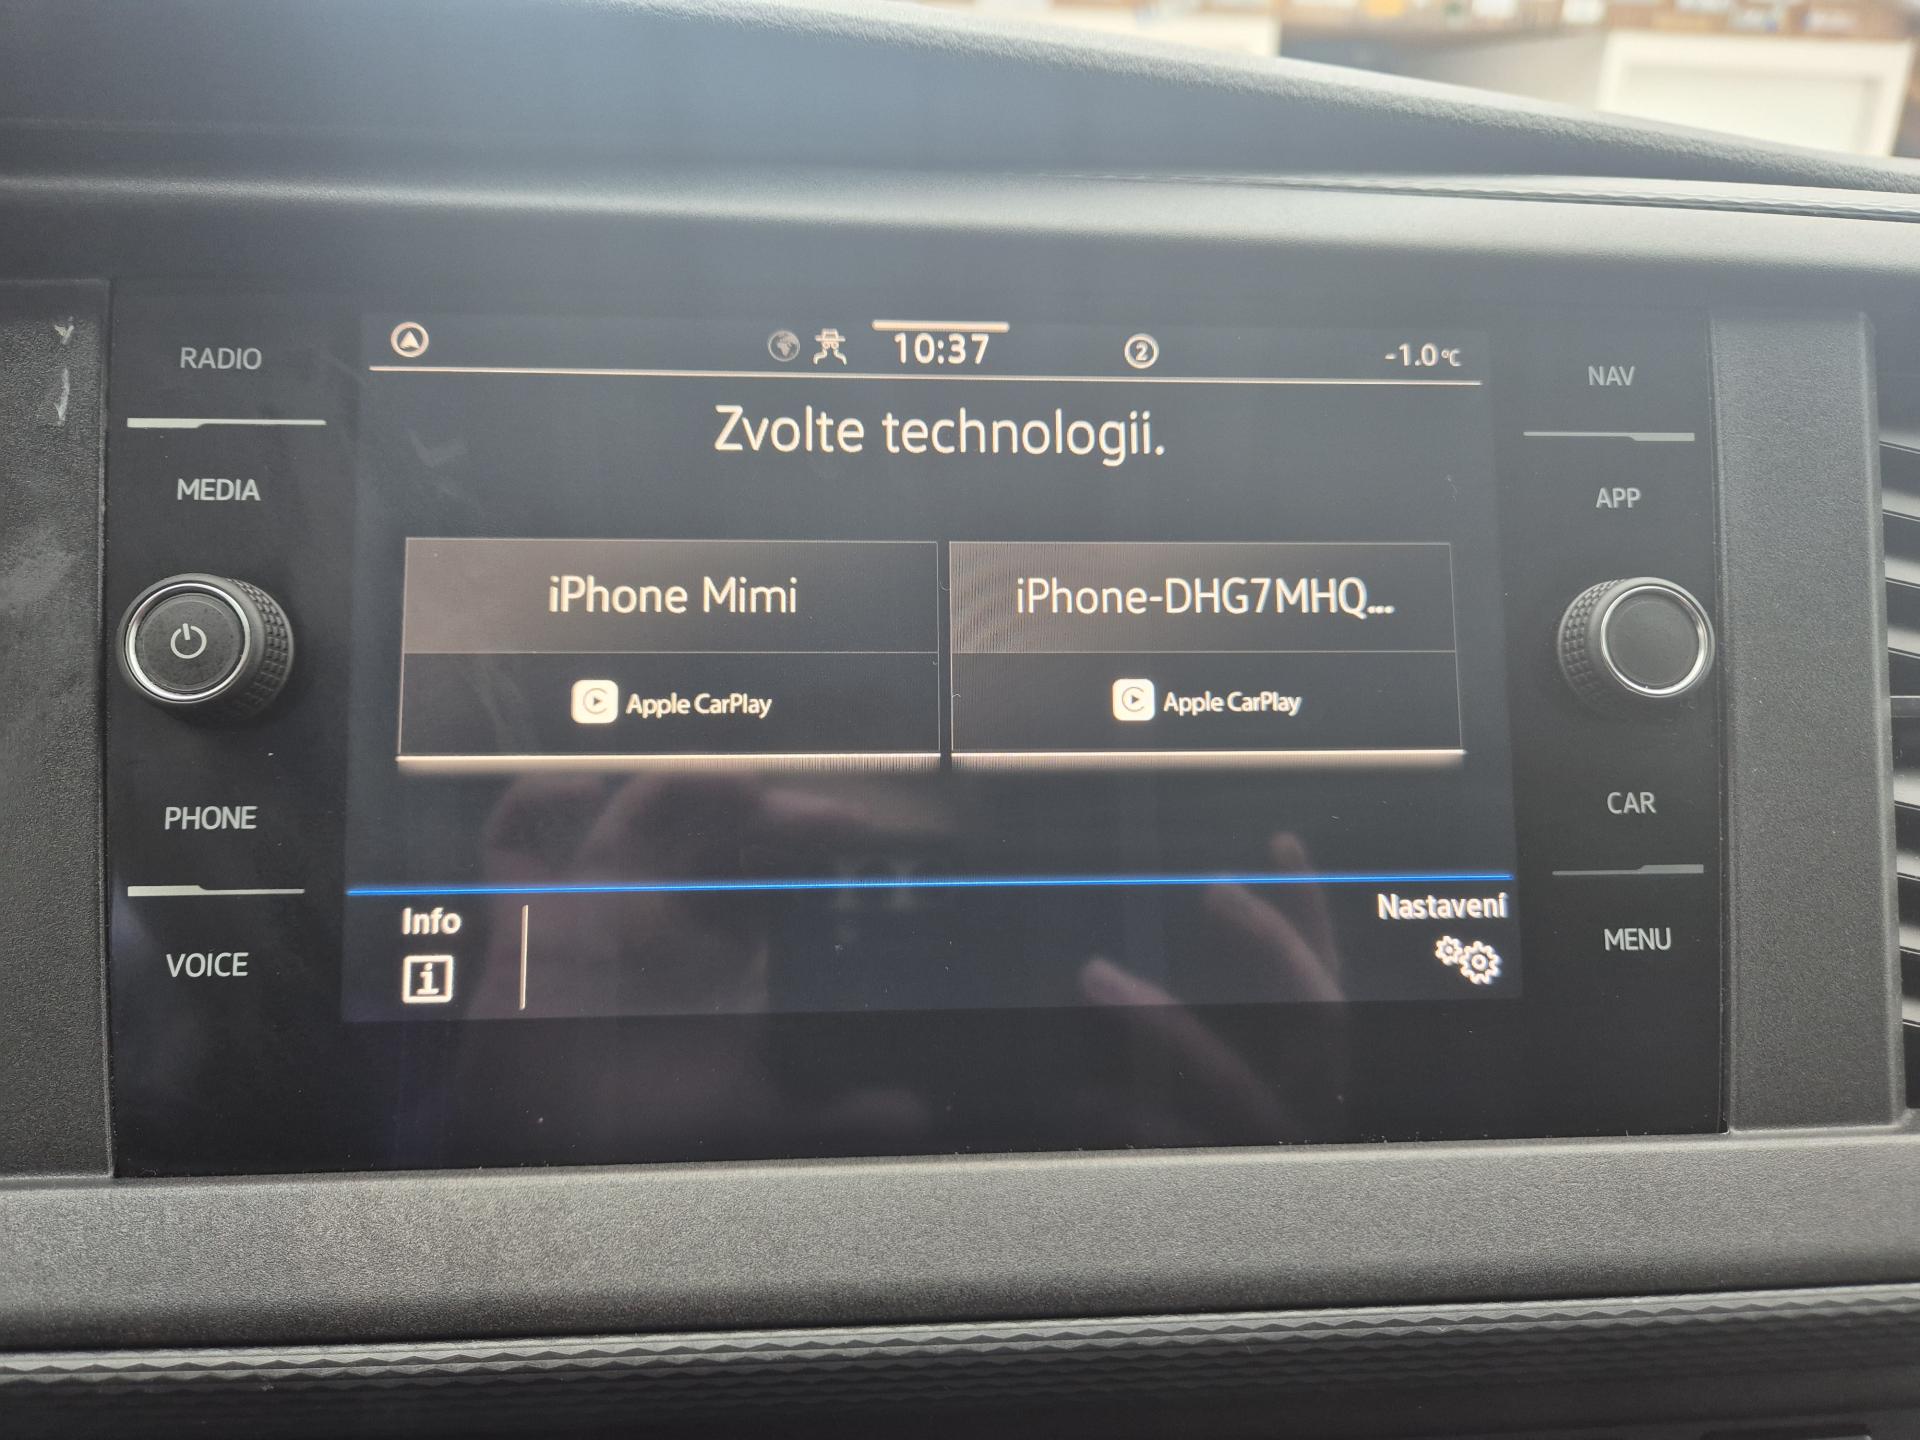 RADIO
MEDIA
PHONE
VOICE
10:37
2
-1.0°C
Zvolte technologii.
iPhone Mimi
Apple CarPlay
iPhone-DHG7MHQ...
Apple CarPlay
Info
i
Nastavení
NAV
APP
CAR
MENU